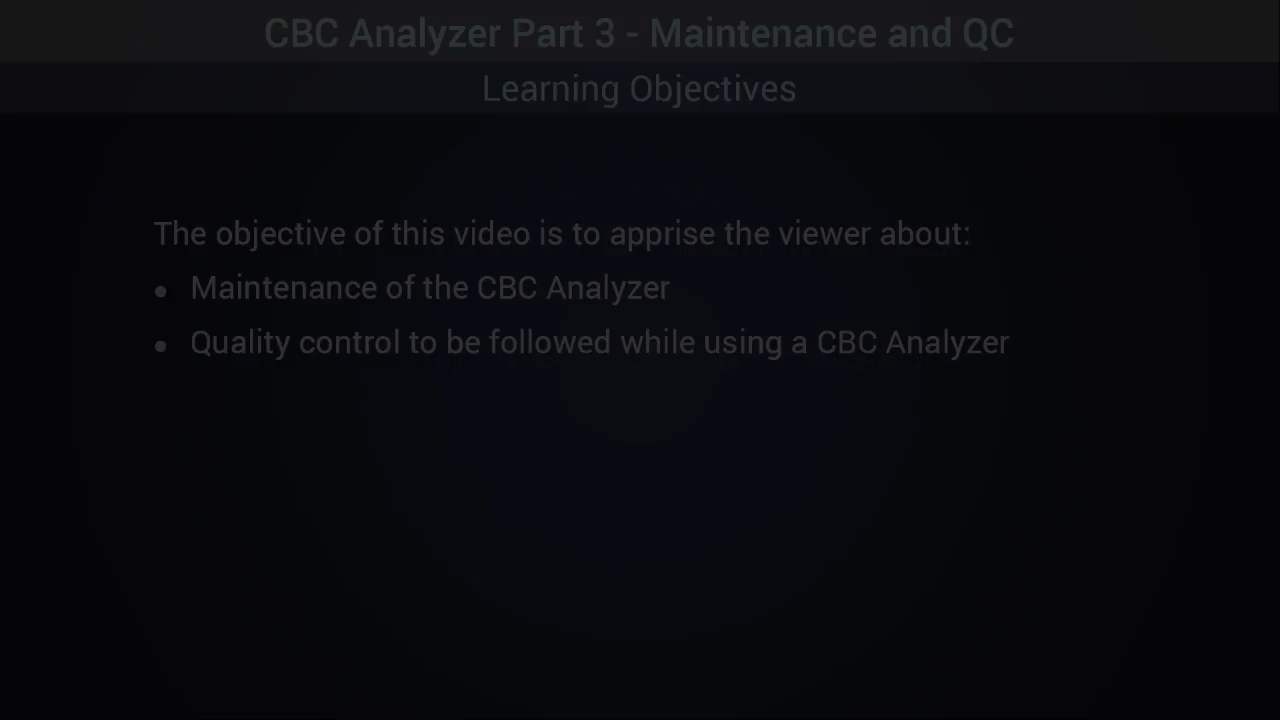 CBC Analyzer Part 3 - Maintenance and QC
Learning Objectives
The objective of this video is to apprise the viewer about:
• Maintenance of the CBC Analyzer
• Quality control to be followed while using a CBC Analyzer